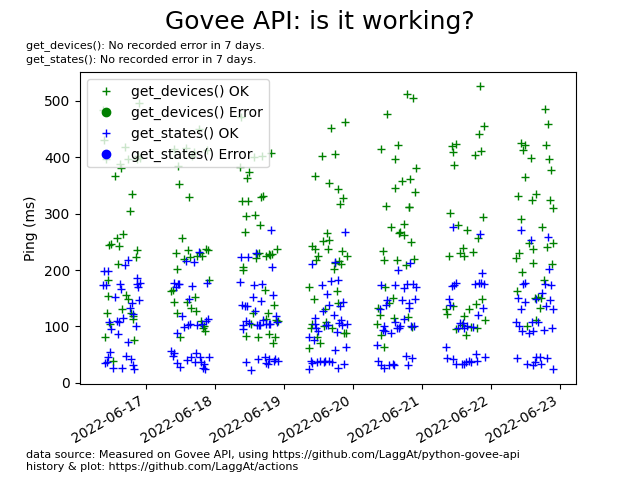 Govee API: is it working?
get_devices(): No recorded error in 7 days.
get_states(): No recorded error in 7 days.
get_devices() OK
get_devices() Error
get_states() OK
get_states() Error
Ping (ms)
500
400
300
200
100
0
2022-06-17
2022-06-18
2022-06-19
2022-06-20
2022-06-21
2022-06-22
2022-06-23
data source: Measured on Govee API, using https://github.com/LaggAt/python-govee-api
history & plot: https://github.com/LaggAt/actions